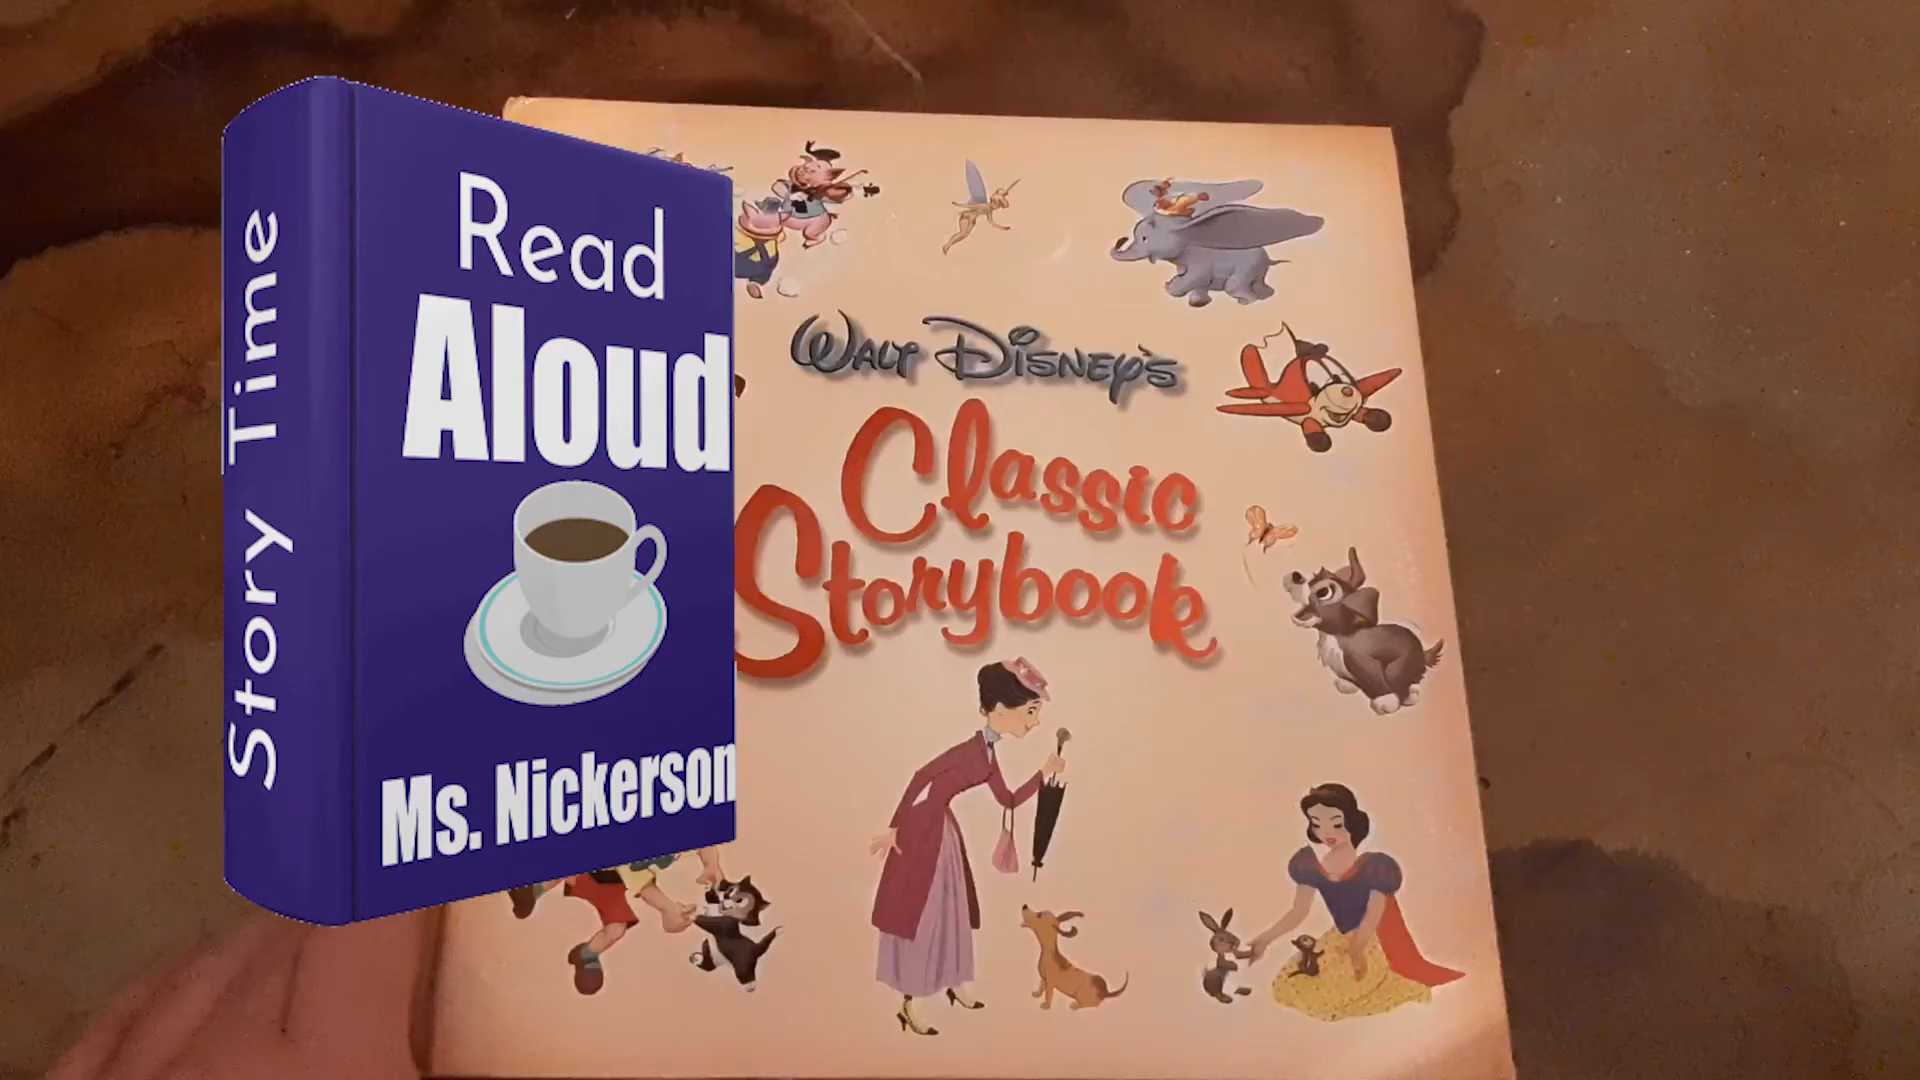 Story Time
Read
Aloud
Ms. Nickerson
WALT DISNEY'S
Classic
Storybook